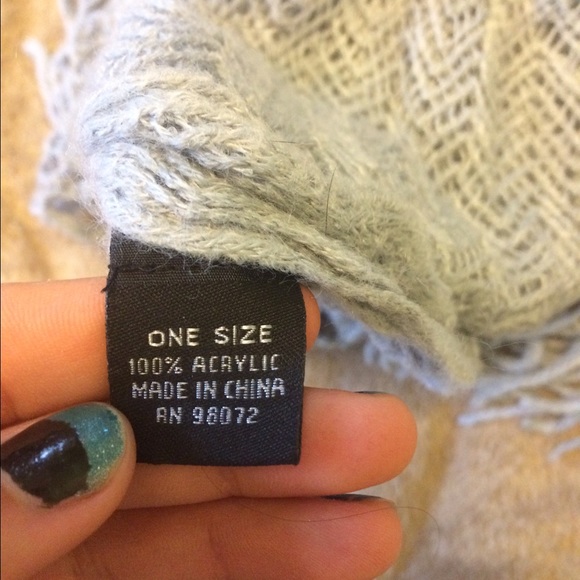 ONE SIZE
100% ACRYLIC
MADE IN CHINA
RN 98072